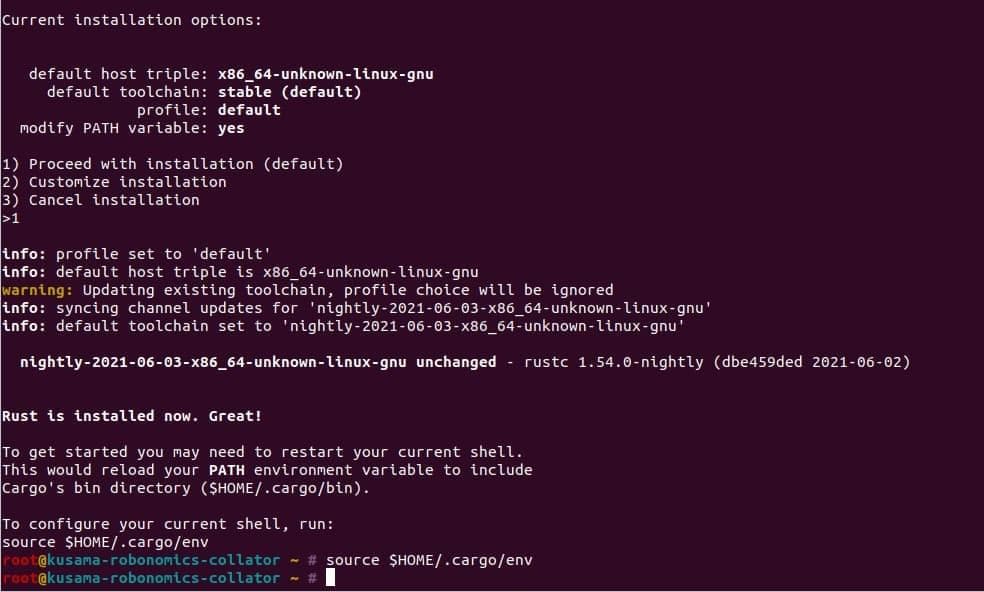 Current installation options:
default host triple: x86_64-unknown-linux-gnu
default toolchain: stable (default)
profile: default
modify PATH variable: yes
1) Proceed with installation (default)
2) Customize installation
3) Cancel installation
>1
info: profile set to 'default'
info: default host triple is x86_64-unknown-linux-gnu
warning: Updating existing toolchain, profile choice will be ignored
info: syncing channel updates for 'nightly-2021-06-03-x86_64-unknown-linux-gnu'
info: default toolchain set to 'nightly-2021-06-03-x86_64-unknown-linux-gnu'
nightly-2021-06-03-x86_64-unknown-linux-gnu unchanged - rustc 1.54.0-nightly (dbe459ded 2021-06-02)
Rust is installed now. Great!
To get started you may need to restart your current shell.
This would reload your PATH environment variable to include
Cargo's bin directory ($HOME/.cargo/bin).
To configure your current shell, run:
source $HOME/.cargo/env
root@kusama-robonomics-collator ~ # source $HOME/.cargo/env
root@kusama-robonomics-collator ~ #